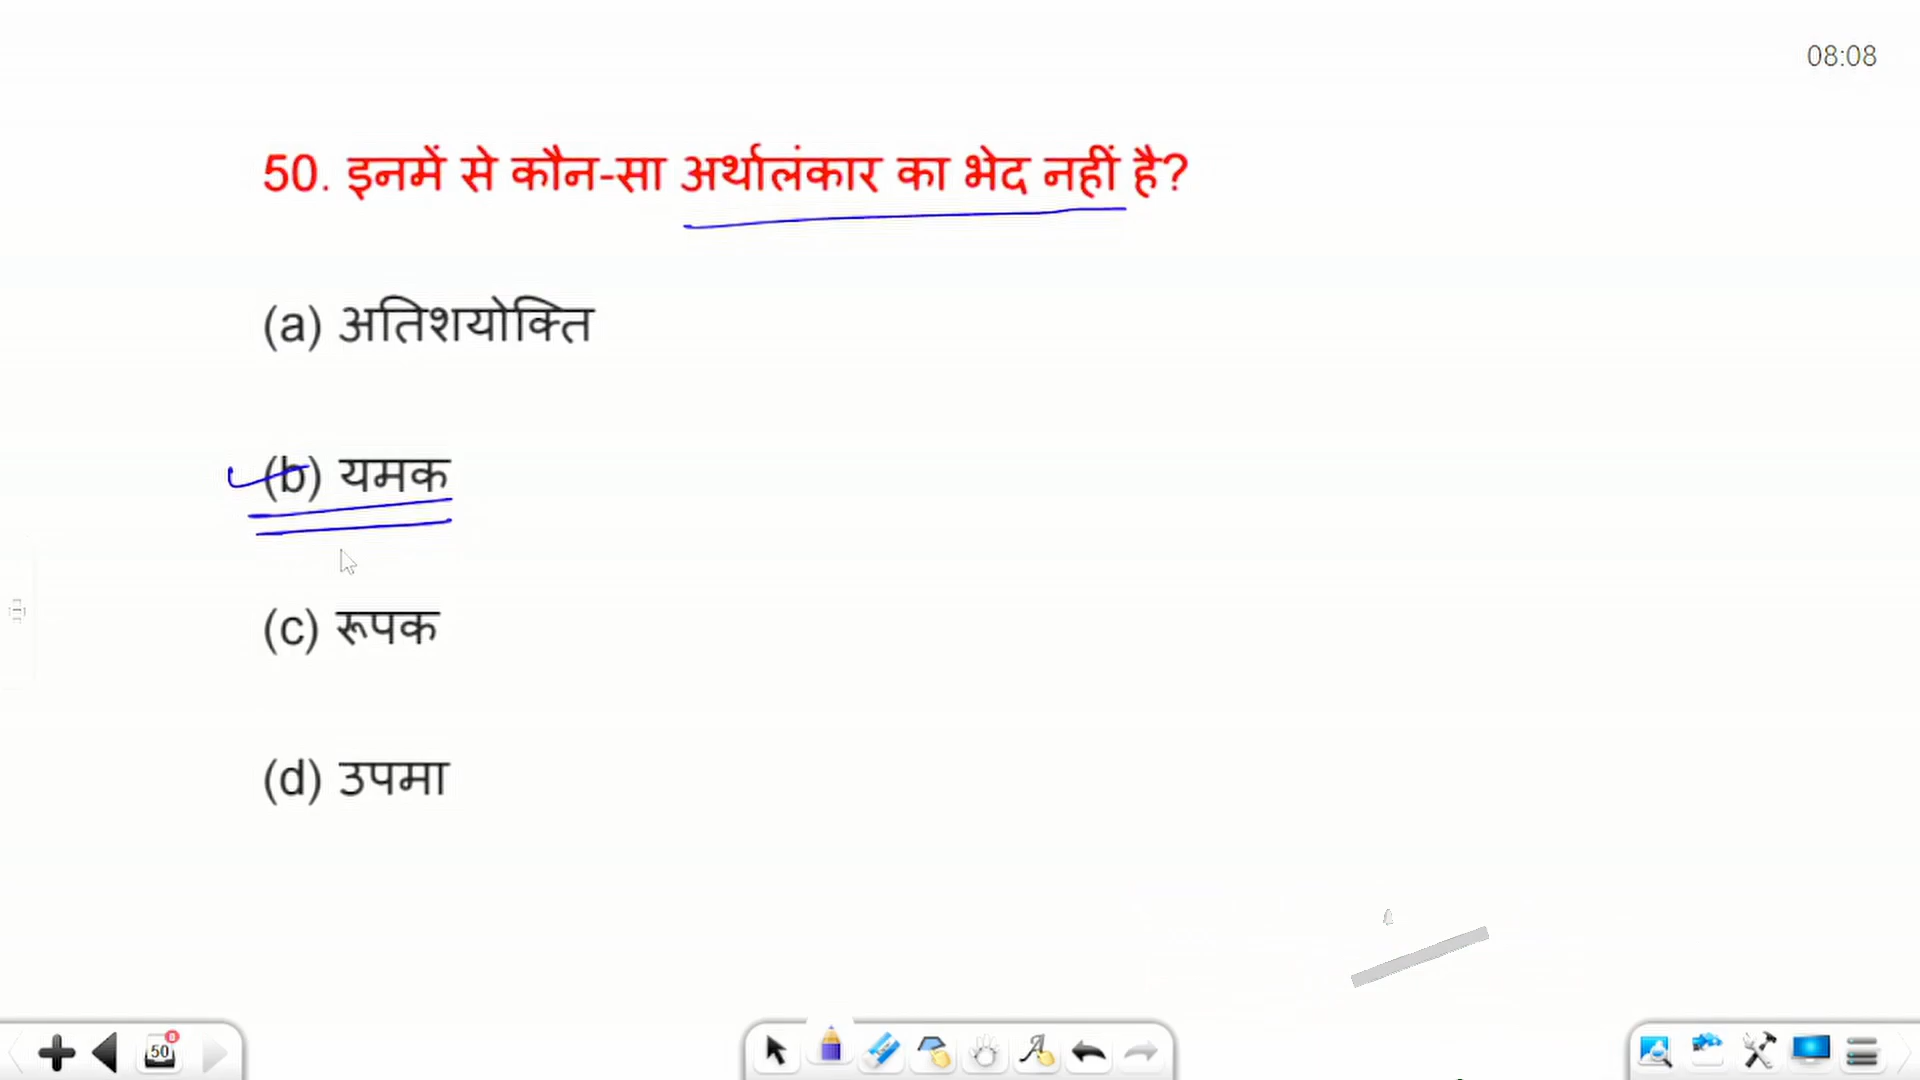 08:08
50. इनमें से कौन-सा अर्थालंकार का भेद नहीं है?
(a) अतिशयोक्ति
(b) यमक
(c) रूपक
(d) उपमा
50